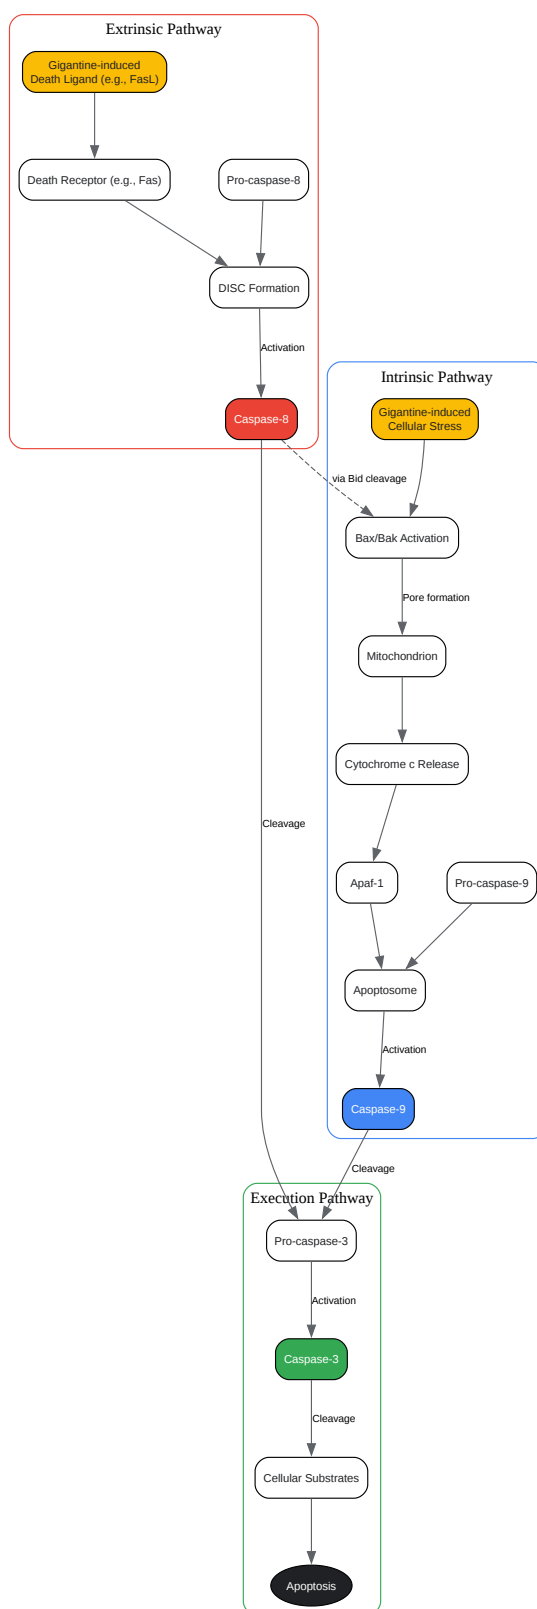 Extrinsic Pathway
Gigantine-induced
Death Ligand (e.g., FasL)
Death Receptor (e.g., Fas)
Pro-caspase-8
DISC Formation
Activation
Caspase-8
Intrinsic Pathway
Gigantine-induced
Cellular Stress
via Bid cleavage
Bax/Bak Activation
Pore formation
Mitochondrion
Cytochrome c Release
Cleavage
Apaf-1
Pro-caspase-9
Apoptosome
Activation
Caspase-9
Cleavage
Execution Pathway
Pro-caspase-3
Activation
Caspase-3
Cleavage
Cellular Substrates
Apoptosis